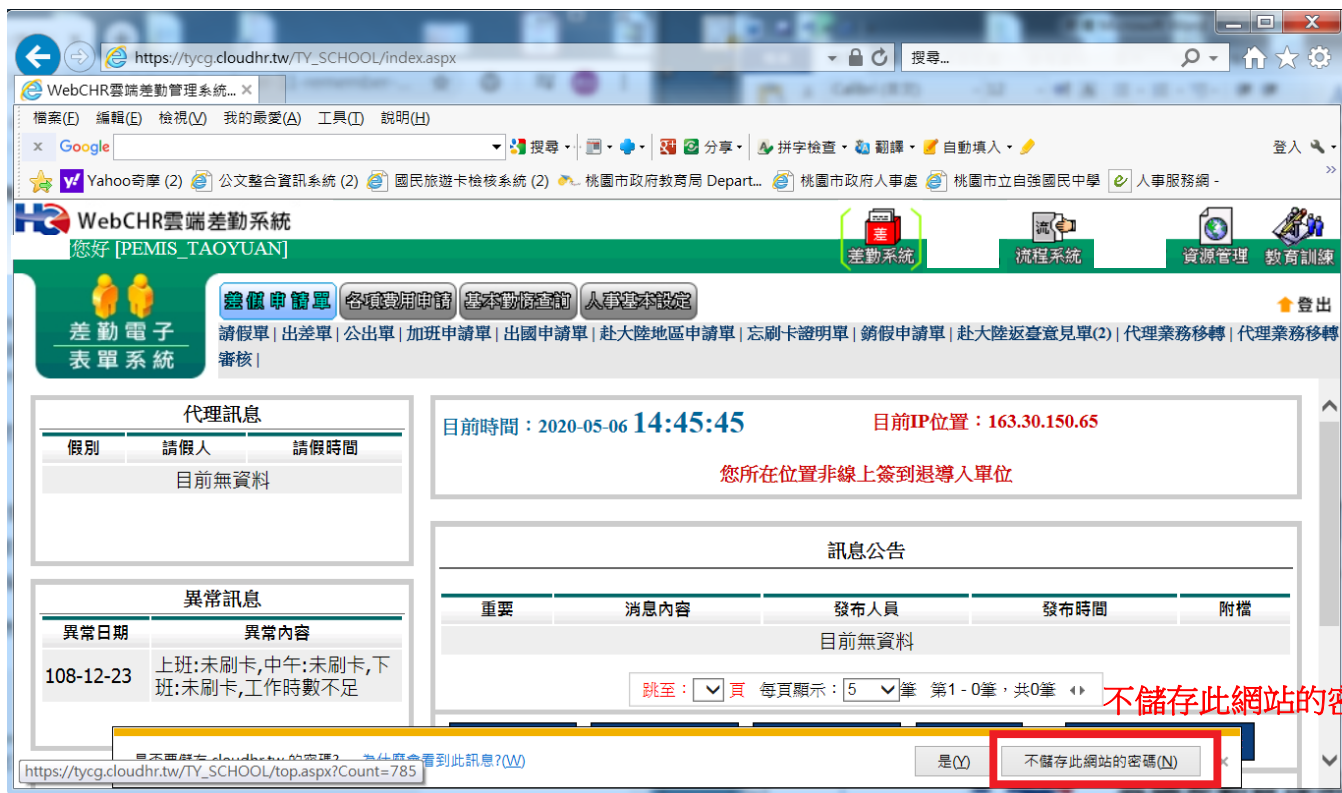 https://tycg.cloudhr.tw/TY_SCHOOL/index.aspx
搜尋...
WebCHR雲端差勤管理系統... ×
檔案(F) 編輯(E) 檢視(V) 我的最愛(A) 工具(T) 說明(H)
x Google 搜尋 分享 拼字檢查 翻譯 自動填入 登入
Yahoo奇摩 (2) 公文整合資訊系統 (2) 國民旅遊卡檢核系統 (2) 桃園市政府教育局 Depart... 桃園市政府人事處 桃園市立自強國民中學 人事服務網 -
WebCHR雲端差勤系統
您好 [PEMIS_TAOYUAN]
差勤系統 流程系統 資源管理 教育訓練
差勤電子
表單系統
差假申請單 各項費用申請 基本勤惰查詢 人事基本設定
登出
請假單 | 出差單 | 公出單 | 加班申請單 | 出國申請單 | 赴大陸地區申請單 | 忘刷卡證明單 | 銷假申請單 | 赴大陸返臺意見單(2) | 代理業務移轉 | 代理業務移轉
審核 |
代理訊息
假別 請假人 請假時間
目前無資料
目前時間：2020-05-06 14:45:45
目前IP位置：163.30.150.65
您所在位置非線上簽到退導入單位
異常訊息
異常日期 異常內容
108-12-23 上班:未刷卡,中午:未刷卡,下
班:未刷卡,工作時數不足
訊息公告
重要 消息內容 發布人員 發布時間 附檔
目前無資料
跳至： 頁 每頁顯示： 5 筆 第1 - 0筆，共0筆
不儲存此網站的密
是否要儲存 cloudhr.tw 的密碼? 為什麼會看到此訊息?(W)
是(Y) 不儲存此網站的密碼(N) ×
https://tycg.cloudhr.tw/TY_SCHOOL/top.aspx?Count=785